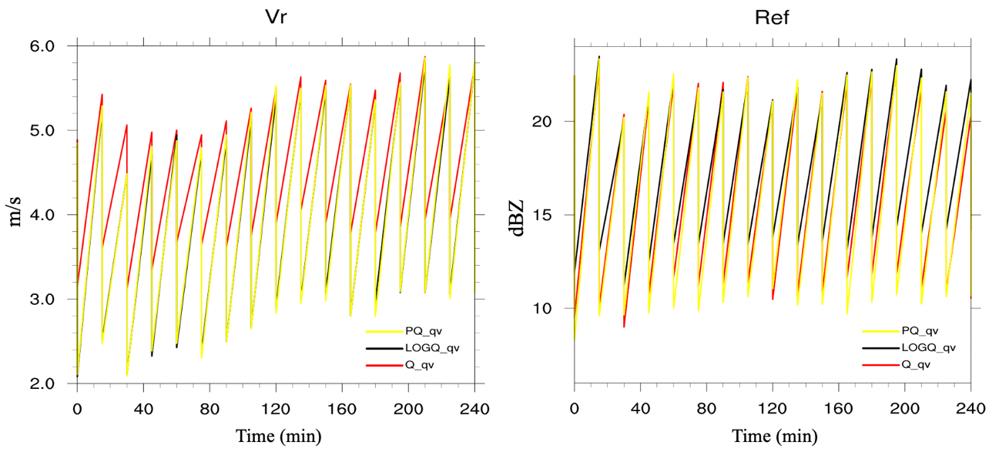 Vr
6.0
5.0
4.0
3.0
2.0
m/s
0 40 80 120 160 200 240
Time (min)
PQ_qv
LOGQ_qv
Q_qv
Ref
20
15
10
dBZ
0 40 80 120 160 200 240
Time (min)
PQ_qv
LOGQ_qv
Q_qv